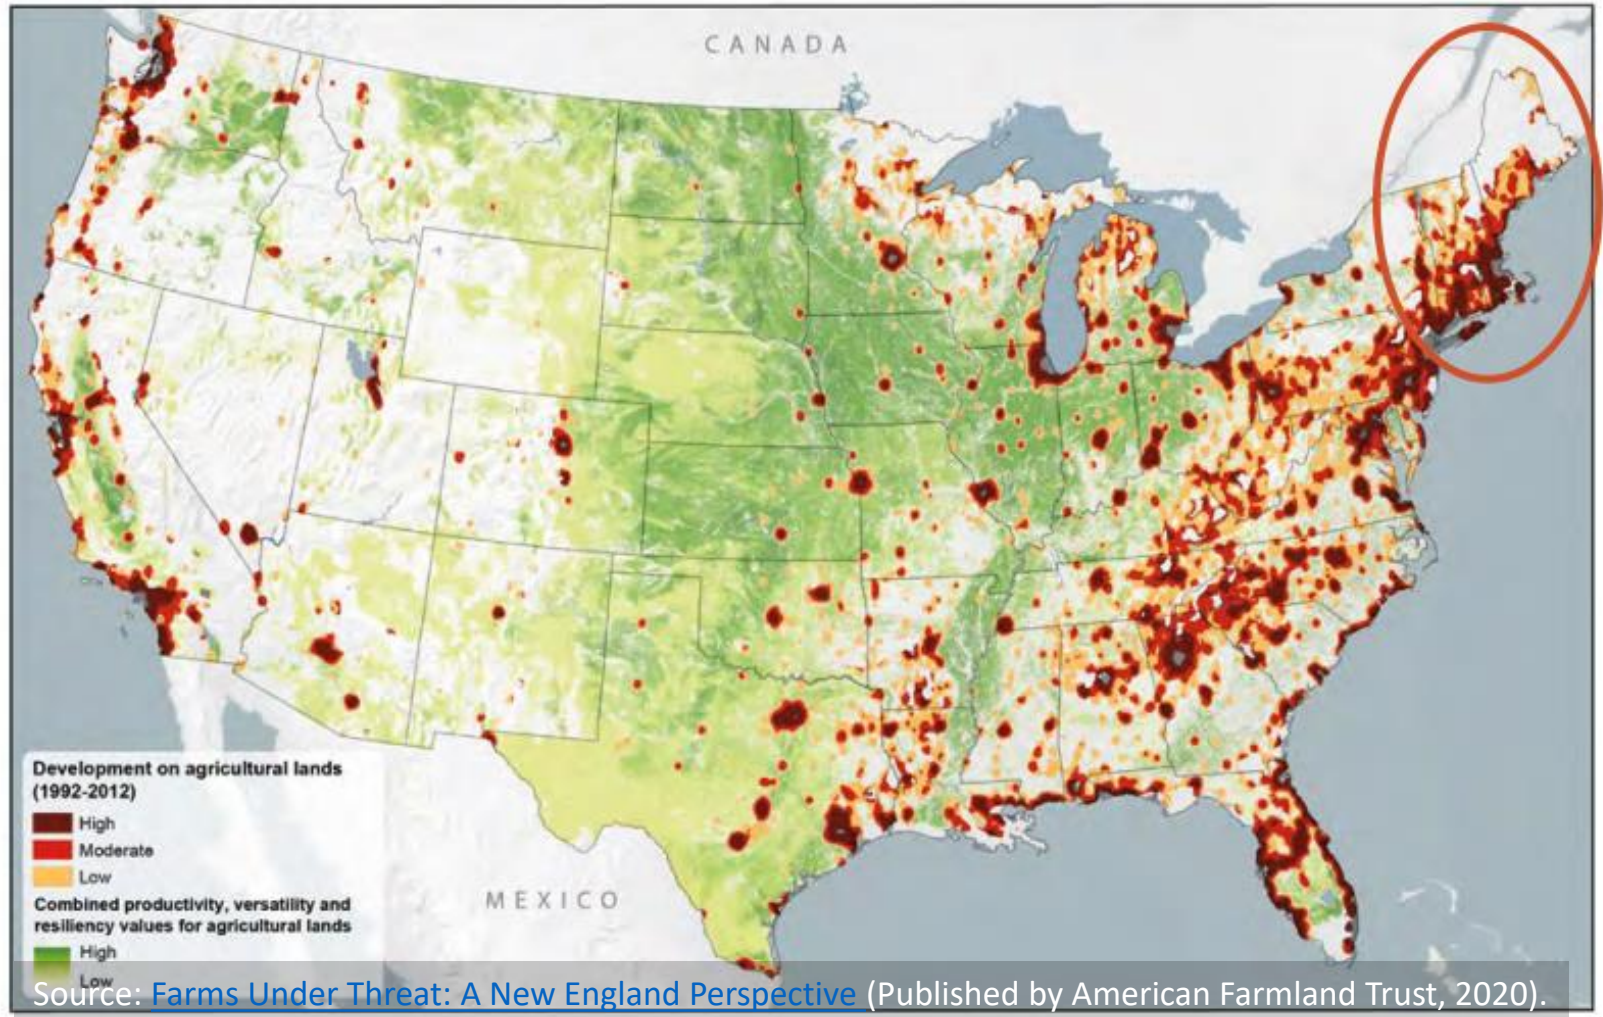 CANADA
MEXICO
Development on agricultural lands
(1992-2012)
High
Moderate
Low
Combined productivity, versatility and
resiliency values for agricultural lands
High
Low
Source: Farms Under Threat: A New England Perspective (Published by American Farmland Trust, 2020).